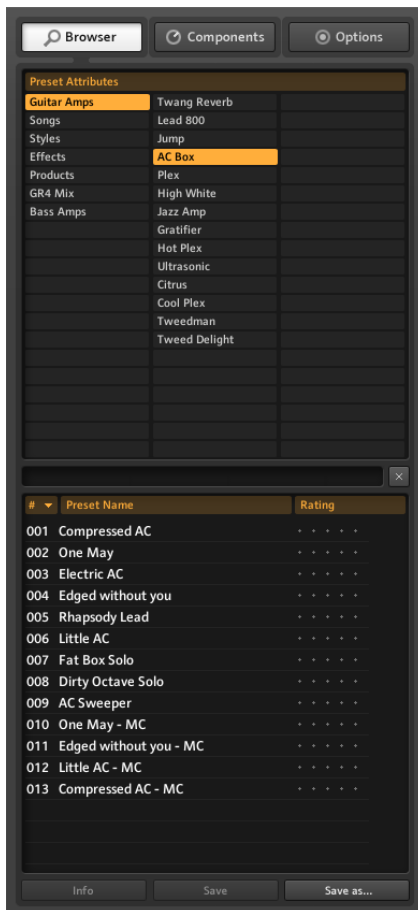 Browser Components Options
Preset Attributes
Guitar Amps Twang Reverb
Songs Lead 800
Styles Jump
Effects AC Box
Products Plex
GR4 Mix High White
Bass Amps Jazz Amp
Gratifier
Hot Plex
Ultrasonic
Citrus
Cool Plex
Tweedman
Tweed Delight
# Preset Name Rating
001 Compressed AC
002 One May
003 Electric AC
004 Edged without you
005 Rhapsody Lead
006 Little AC
007 Fat Box Solo
008 Dirty Octave Solo
009 AC Sweeper
010 One May - MC
011 Edged without you - MC
012 Little AC - MC
013 Compressed AC - MC
Info Save Save as...